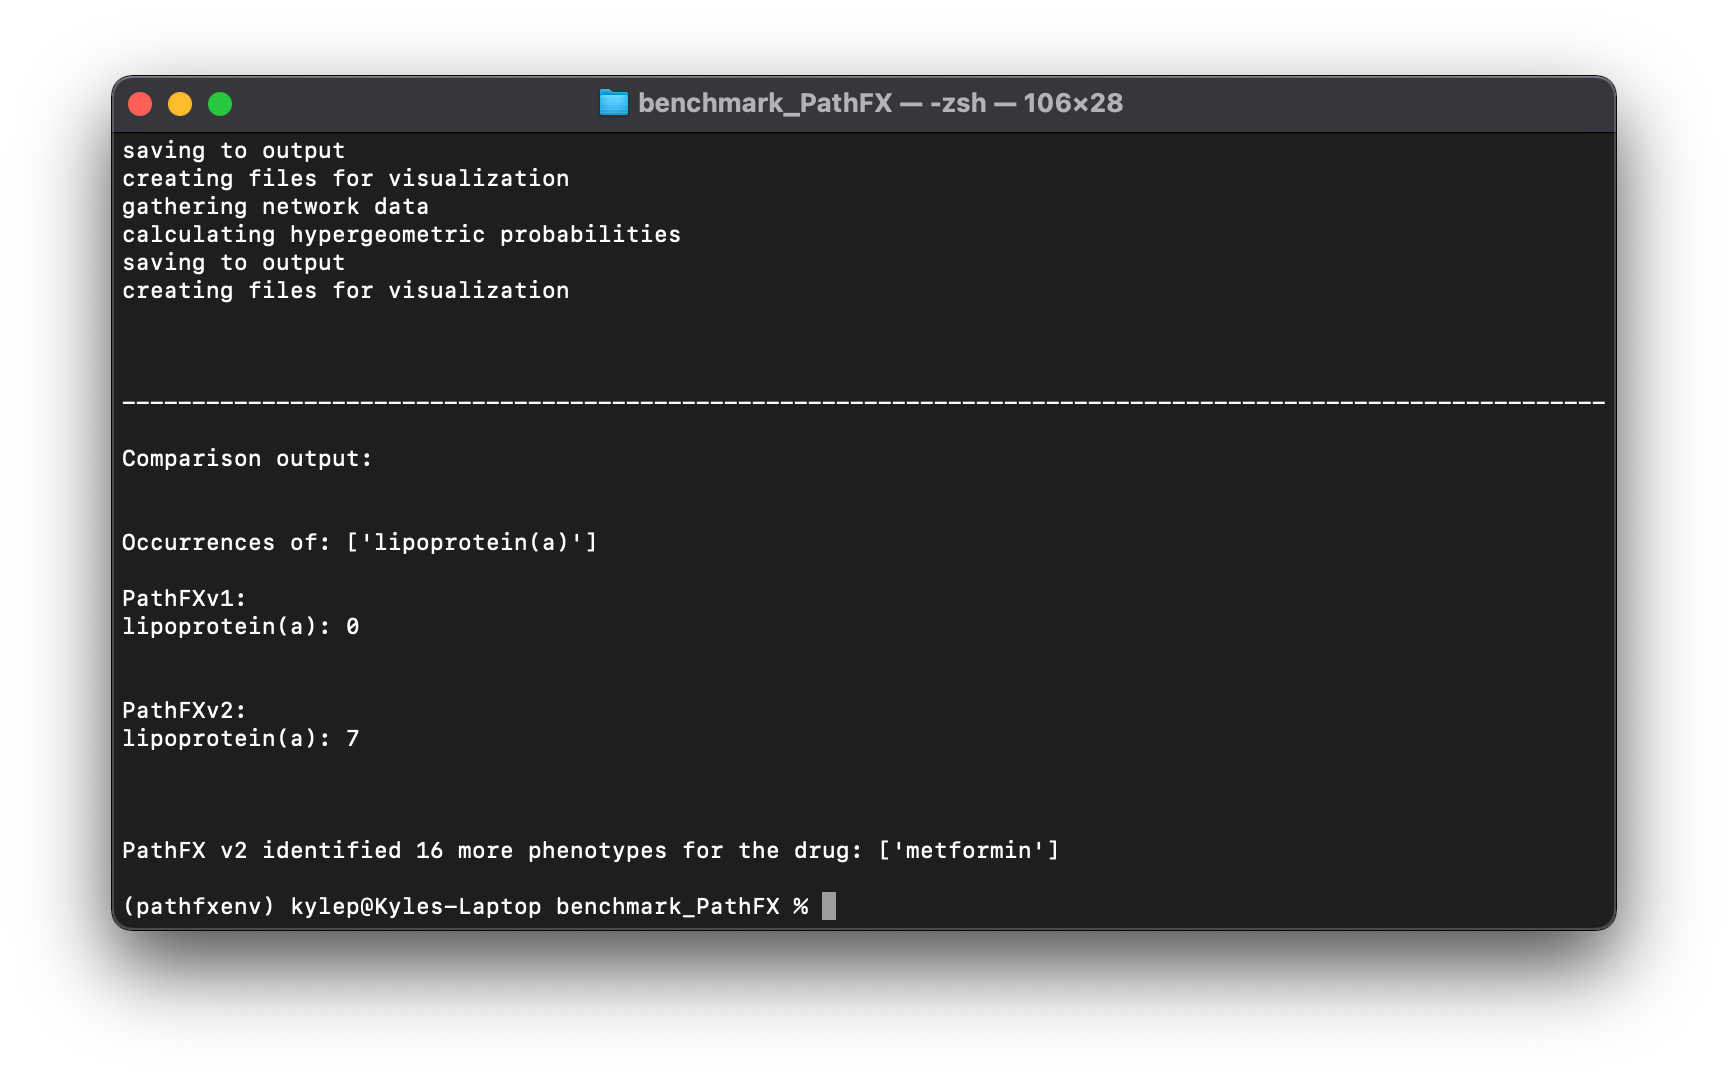 benchmark_PathFX — -zsh — 106×28
saving to output
creating files for visualization
gathering network data
calculating hypergeometric probabilities
saving to output
creating files for visualization
----------------------------------------------------------------------------------------------------------
Comparison output:
Occurrences of: ['lipoprotein(a)']
PathFXv1:
lipoprotein(a): 0
PathFXv2:
lipoprotein(a): 7
PathFX v2 identified 16 more phenotypes for the drug: ['metformin']
(pathfxenv) kylep@Kyles-Laptop benchmark_PathFX %